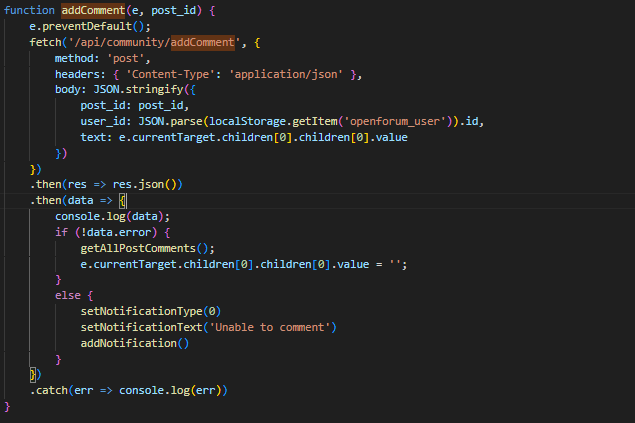 function addComment(e, post_id) {
e.preventDefault();
fetch('/api/community/addComment', {
method: 'post',
headers: { 'Content-Type': 'application/json' },
body: JSON.stringify({
post_id: post_id,
user_id: JSON.parse(localStorage.getItem('openforum_user')).id,
text: e.currentTarget.children[0].children[0].value
})
})
.then(res => res.json())
.then(data => {
console.log(data);
if (!data.error) {
getAllPostComments();
e.currentTarget.children[0].children[0].value = '';
}
else {
setNotificationType(0)
setNotificationText('Unable to comment')
addNotification()
}
})
.catch(err => console.log(err))
}